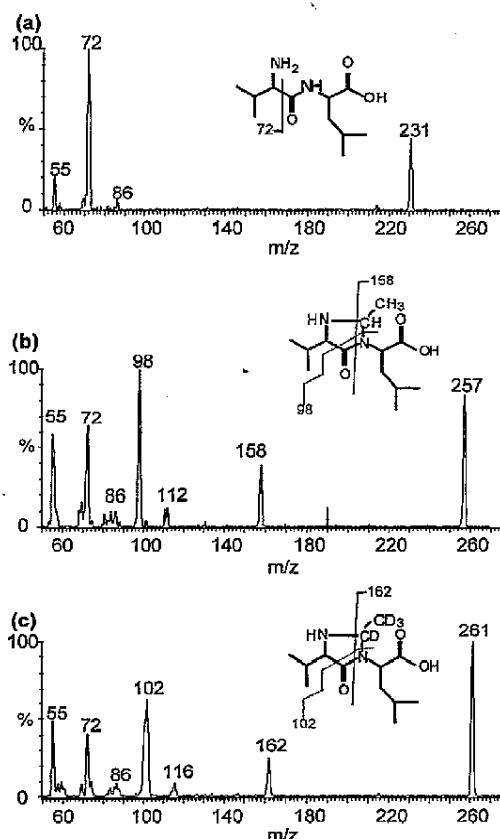 (a)
100
72
NH₂
NH
O
OH
O
72
231
%
55
86
0
60 100 140 180 220 260
m/z
(b)
158
CH₃
HN
CH
O
N
OH
O
98
100
98
257
55
72
%
158
86
112
0
60 100 140 180 220 260
m/z
(c)
162
CD₃
HN
CD
O
N
OH
O
102
100
261
102
55
72
%
162
86
116
0
60 100 140 180 220 260
m/z